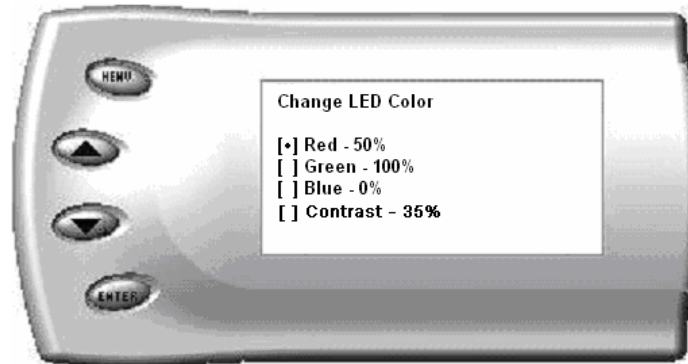 MENU
Change LED Color
[•] Red - 50%
[ ] Green - 100%
[ ] Blue - 0%
[ ] Contrast – 35%
ENTER